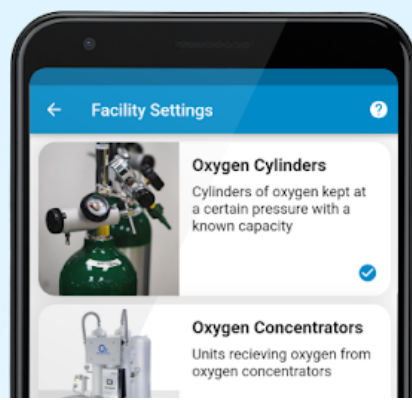 Facility Settings
?
Oxygen Cylinders
Cylinders of oxygen kept at
a certain pressure with a
known capacity
Oxygen Concentrators
Units recieving oxygen from
oxygen concentrators